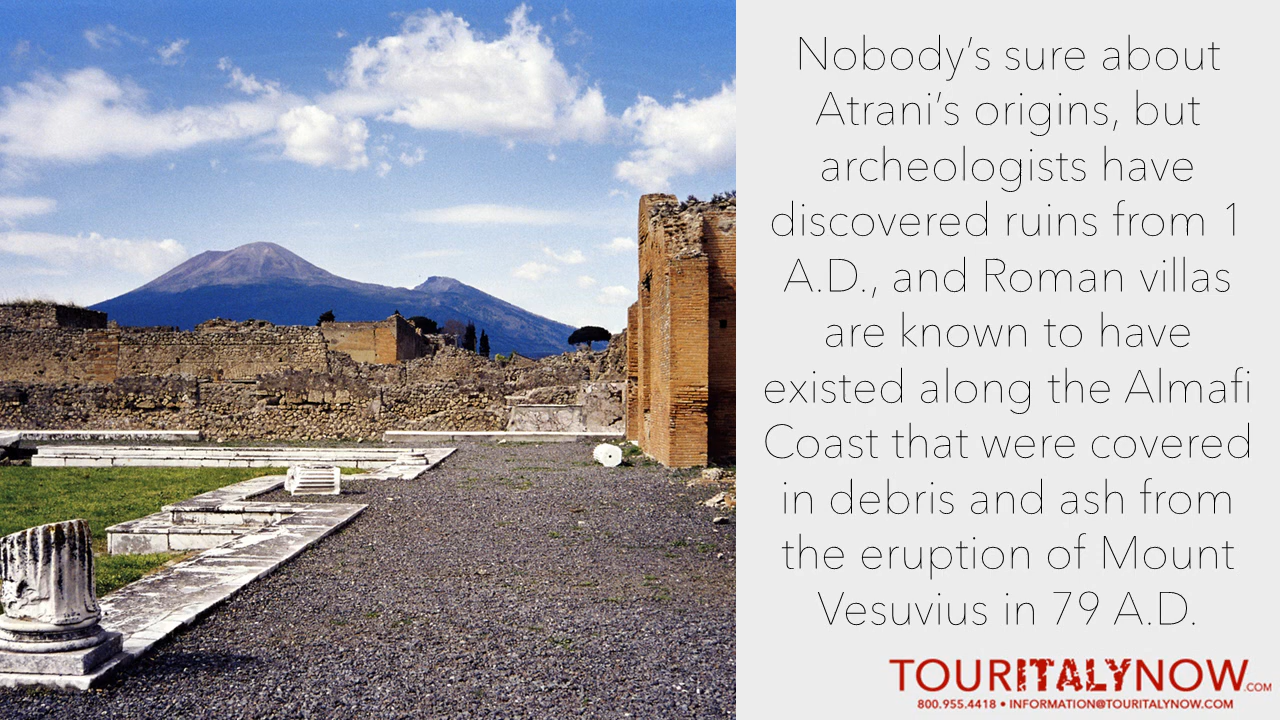 Nobody's sure about
Atrani's origins, but
archeologists have
discovered ruins from 1
A.D., and Roman villas
are known to have
existed along the Almafi
Coast that were covered
in debris and ash from
the eruption of Mount
Vesuvius in 79 A.D.
TOURITALYNOW.COM
800.955.4418 • INFORMATION@TOURITALYNOW.COM